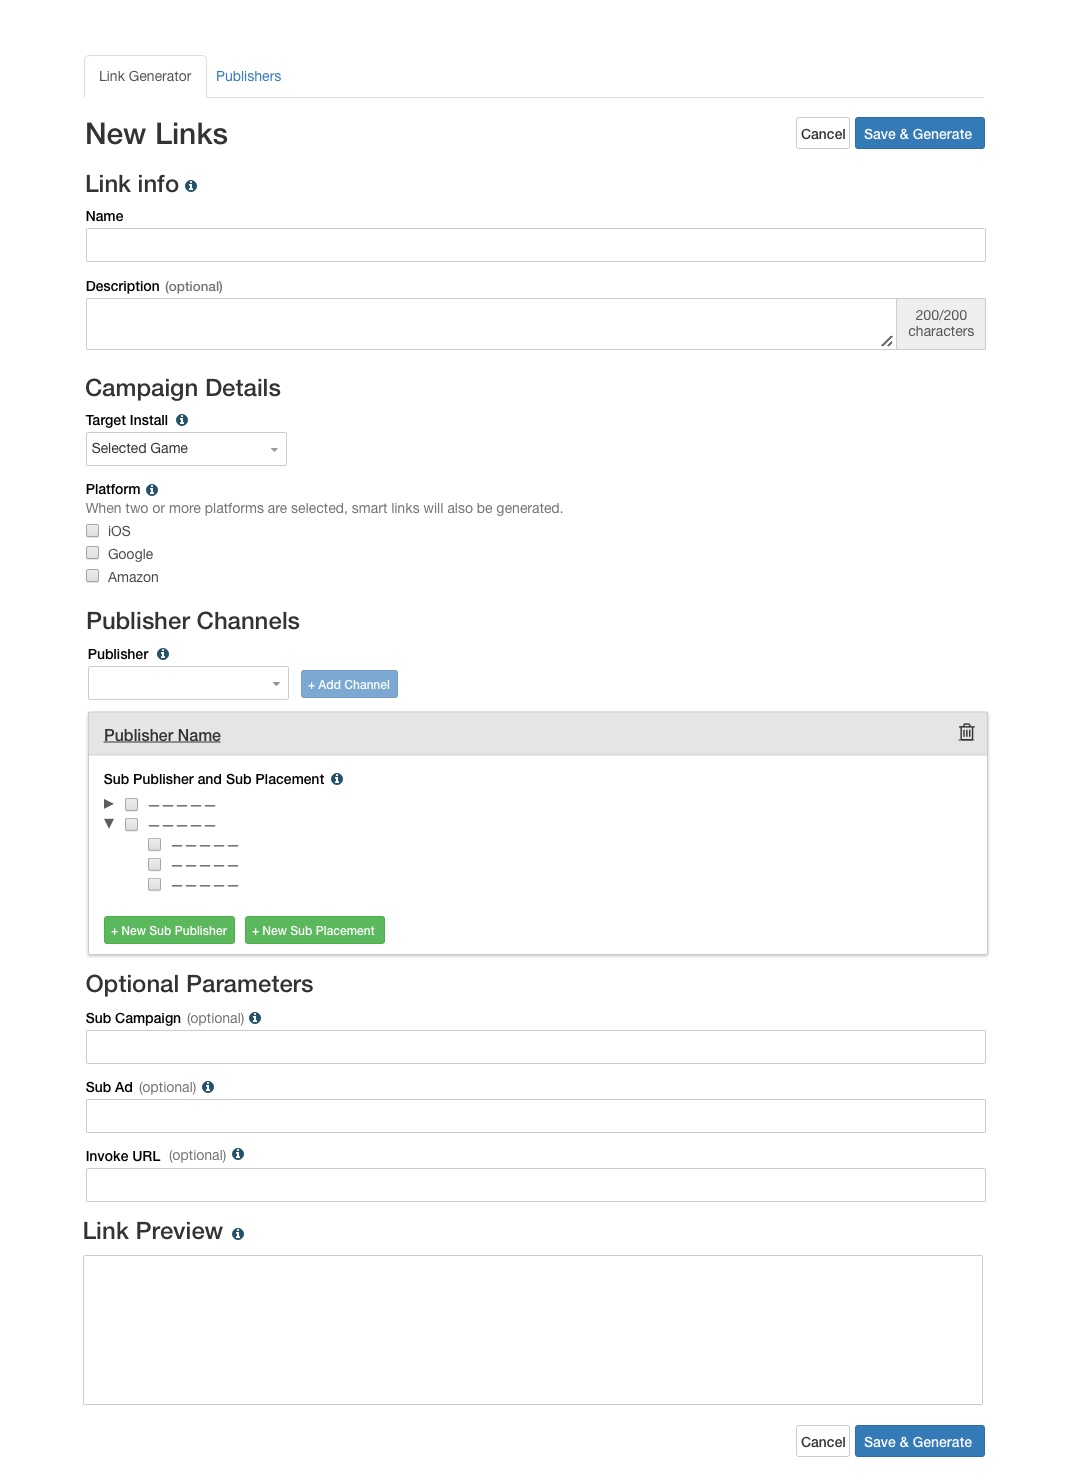 Link Generator Publishers
New Links
Cancel Save & Generate
Link info
Name
Description (optional)
200/200
characters
Campaign Details
Target Install
Selected Game
Platform
When two or more platforms are selected, smart links will also be generated.
iOS
Google
Amazon
Publisher Channels
Publisher
+ Add Channel
Publisher Name
Sub Publisher and Sub Placement
– – – – –
– – – – –
– – – – –
– – – – –
– – – – –
+ New Sub Publisher + New Sub Placement
Optional Parameters
Sub Campaign (optional)
Sub Ad (optional)
Invoke URL (optional)
Link Preview
Cancel Save & Generate